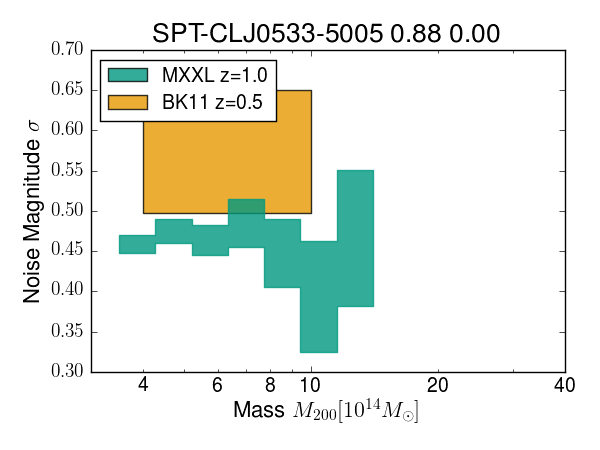 SPT-CLJ0533-5005 0.88 0.00
MXXL z=1.0
BK11 z=0.5
Noise Magnitude σ
0.70
0.65
0.60
0.55
0.50
0.45
0.40
0.35
0.30
4 6 8 10 20 40
Mass M₂₀₀[10¹⁴M☉]